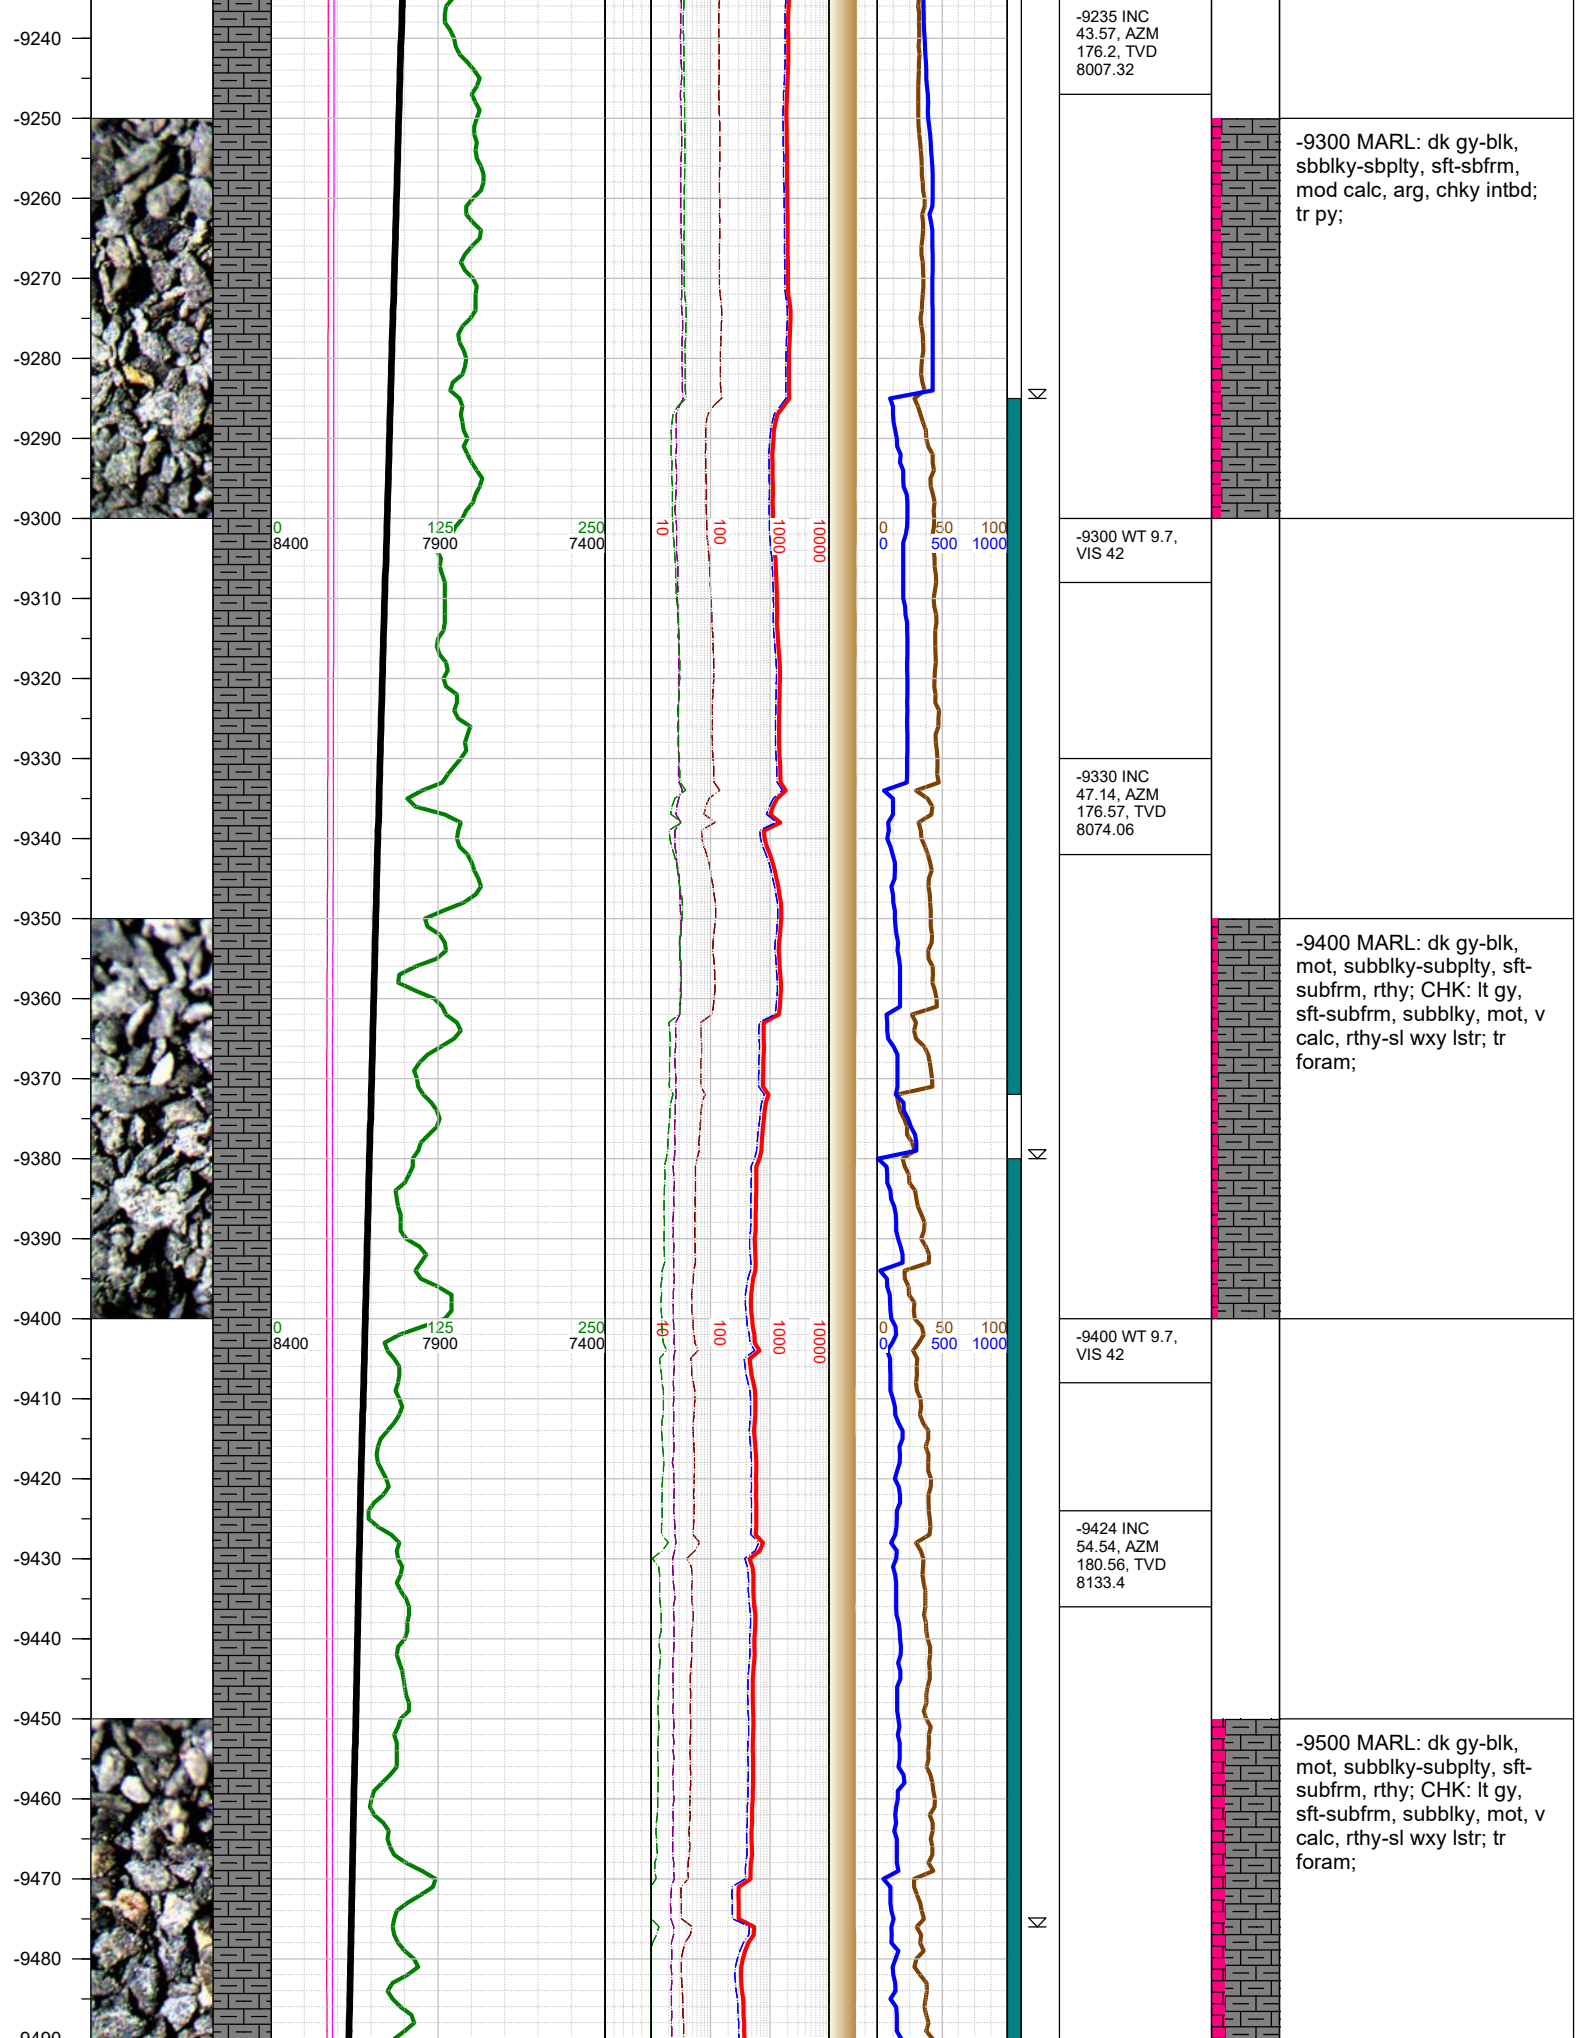 -9235 INC
43.57, AZM
176.2, TVD
8007.32
-9240
-9250
-9300 MARL: dk gy-blk,
sbblky-sbplty, sft-sbfrm,
mod calc, arg, chky intbd;
tr py;
-9260
-9270
-9280
-9290
-9300
0 125 250 10 100 1000 10000 0 50 100
8400 7900 7400 0 500 1000
-9300 WT 9.7,
VIS 42
-9310
-9320
-9330
-9330 INC
47.14, AZM
176.57, TVD
8074.06
-9340
-9350
-9400 MARL: dk gy-blk,
mot, subblky-subplty, sft-
subfrm, rthy; CHK: lt gy,
sft-subfrm, subblky, mot, v
calc, rthy-sl wxy lstr; tr
foram;
-9360
-9370
-9380
-9390
-9400
0 125 250 10 100 1000 10000 0 50 100
8400 7900 7400 0 500 1000
-9400 WT 9.7,
VIS 42
-9410
-9420
-9424 INC
54.54, AZM
180.56, TVD
8133.4
-9430
-9440
-9450
-9500 MARL: dk gy-blk,
mot, subblky-subplty, sft-
subfrm, rthy; CHK: lt gy,
sft-subfrm, subblky, mot, v
calc, rthy-sl wxy lstr; tr
foram;
-9460
-9470
-9480
-9490